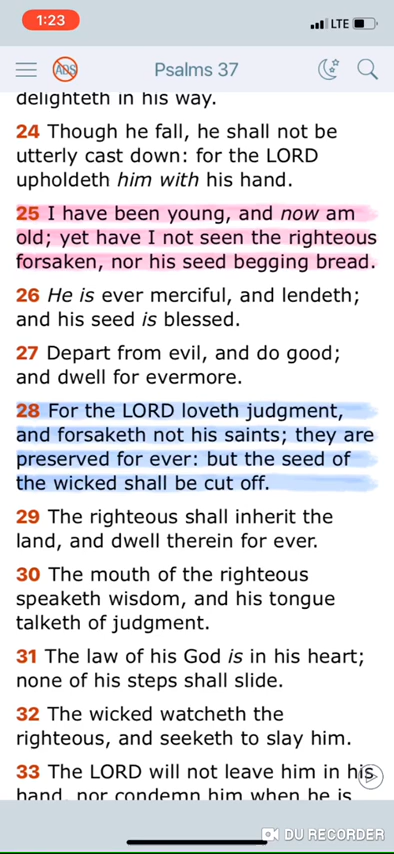 1:23
LTE
ADS
Psalms 37
delighteth in his way.
24 Though he fall, he shall not be
utterly cast down: for the LORD
upholdeth him with his hand.
25 I have been young, and now am
old; yet have I not seen the righteous
forsaken, nor his seed begging bread.
26 He is ever merciful, and lendeth;
and his seed is blessed.
27 Depart from evil, and do good;
and dwell for evermore.
28 For the LORD loveth judgment,
and forsaketh not his saints; they are
preserved for ever: but the seed of
the wicked shall be cut off.
29 The righteous shall inherit the
land, and dwell therein for ever.
30 The mouth of the righteous
speaketh wisdom, and his tongue
talketh of judgment.
31 The law of his God is in his heart;
none of his steps shall slide.
32 The wicked watcheth the
righteous, and seeketh to slay him.
33 The LORD will not leave him in his
hand, nor condemn him when he is
DU RECORDER